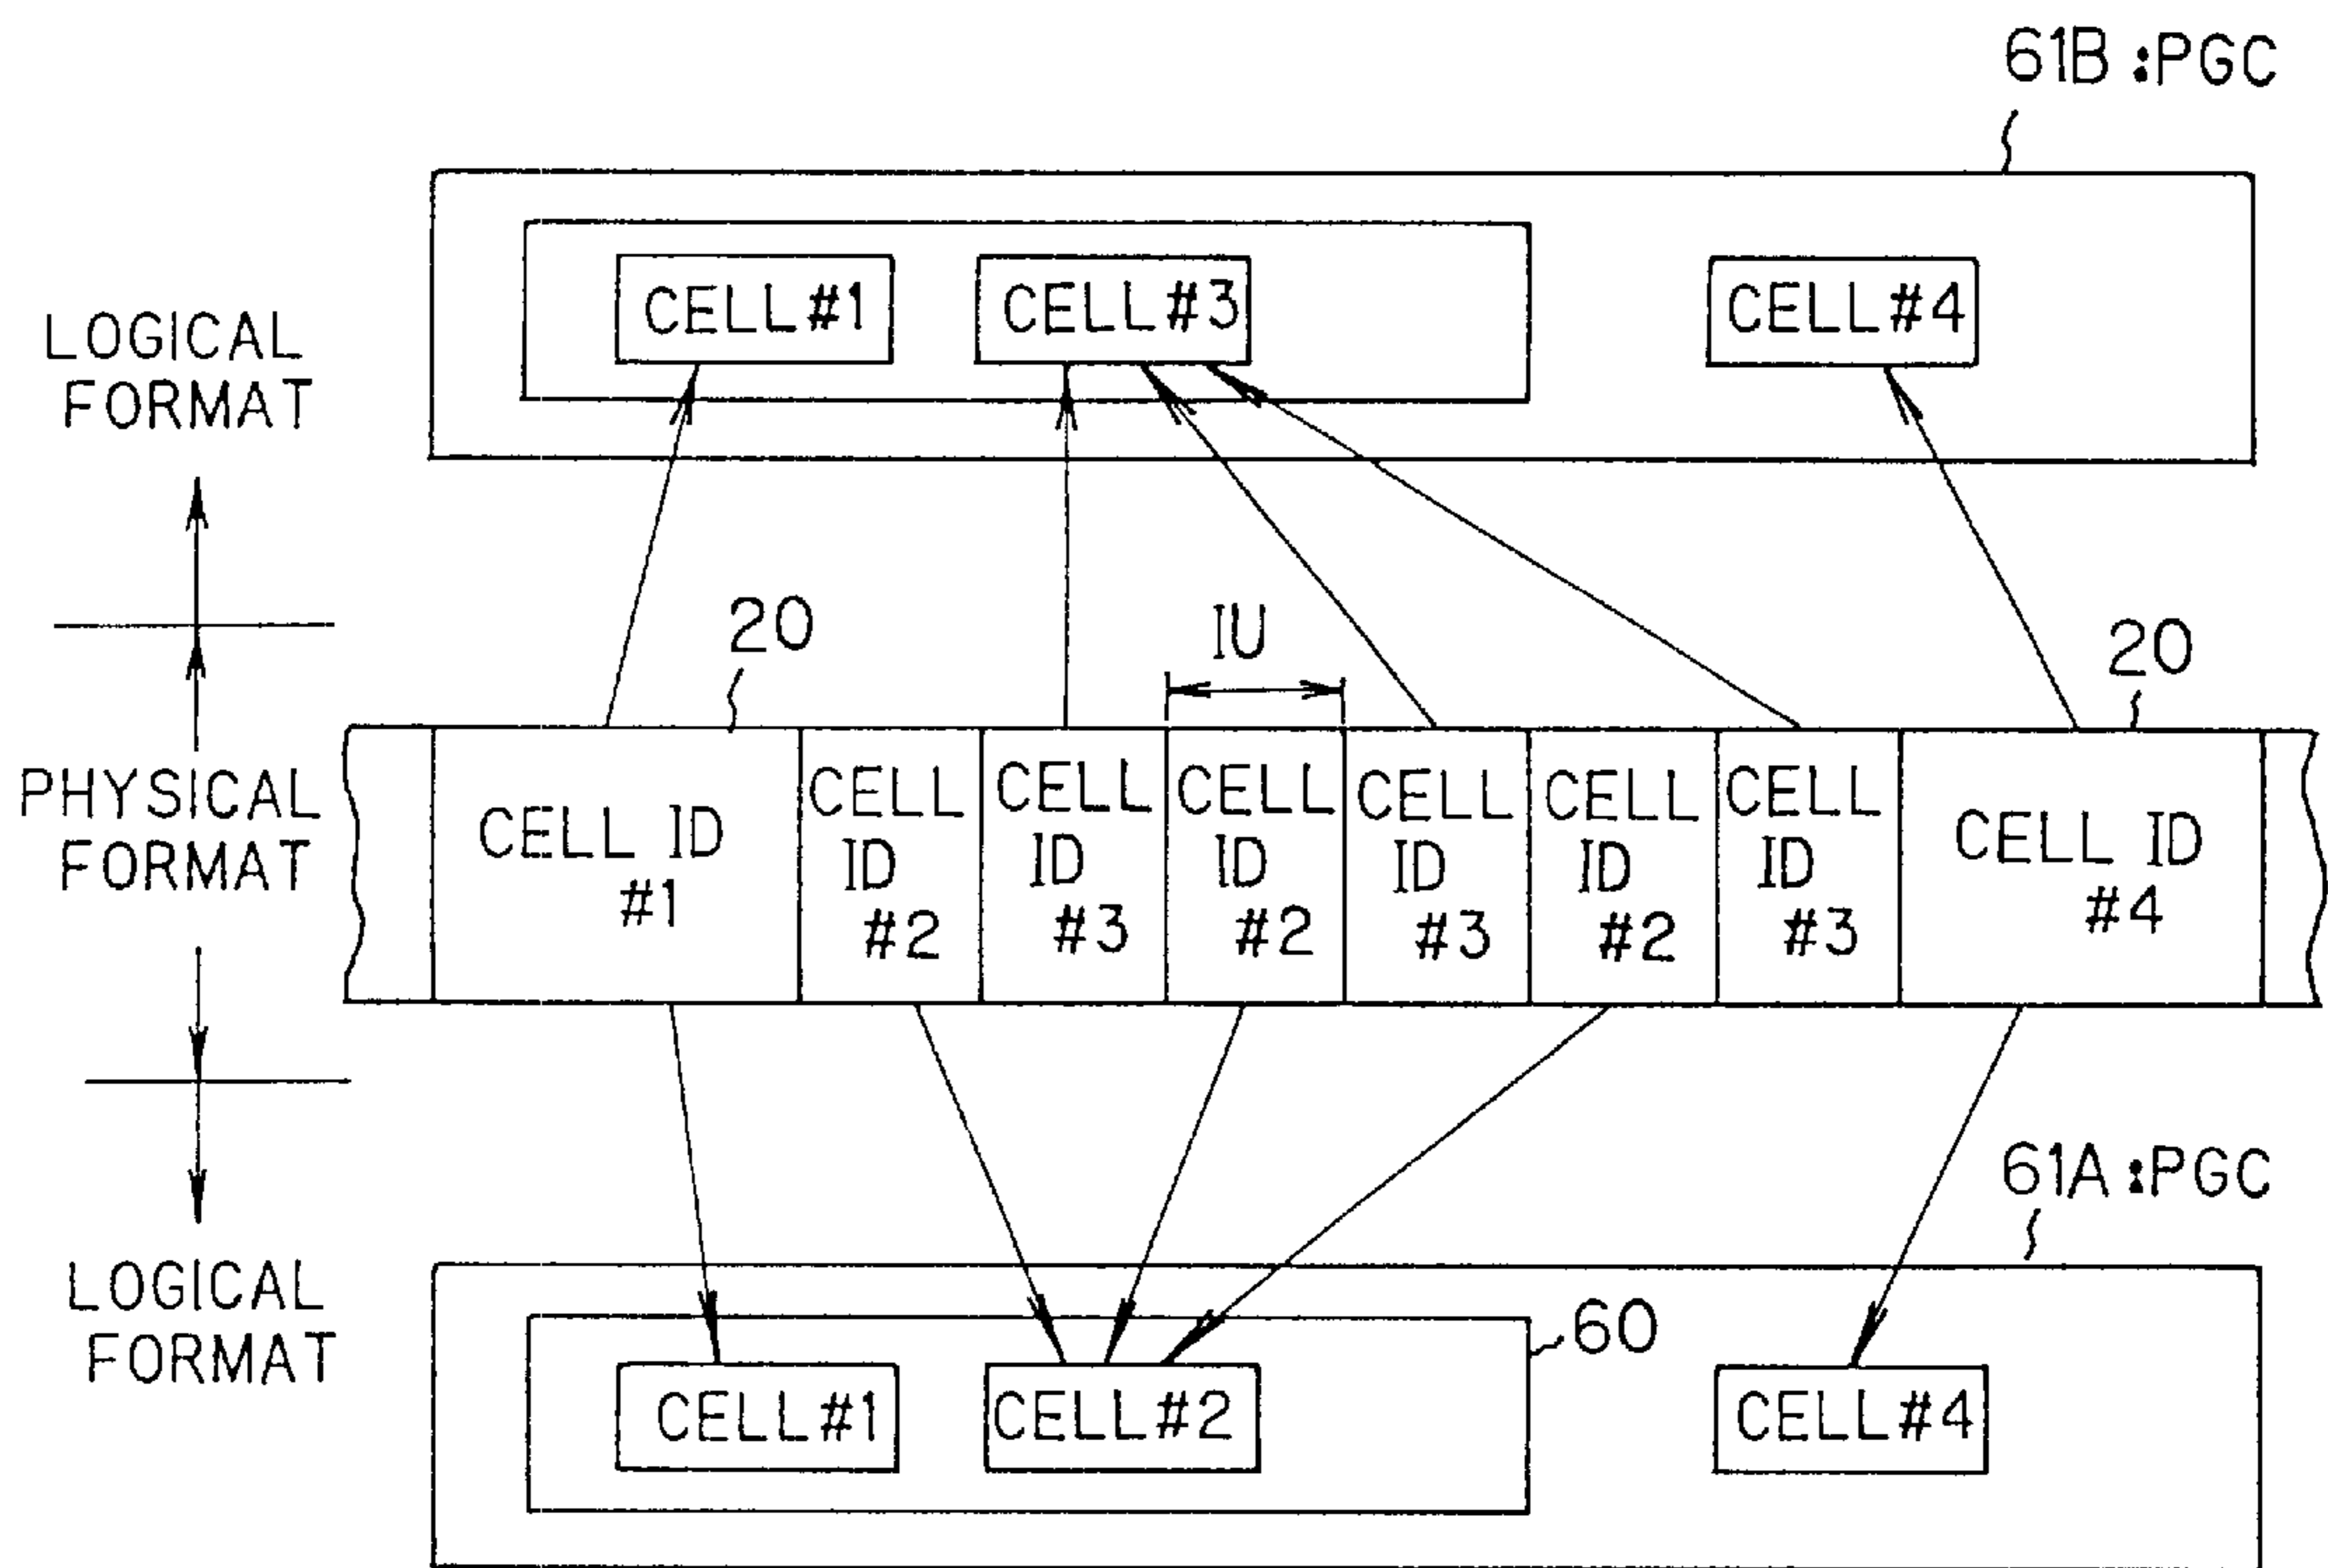 61B :PGC
CELL #1
CELL #3
CELL #4
LOGICAL
FORMAT
20
IU
20
PHYSICAL
FORMAT
CELL ID
#1
CELL
ID
#2
CELL
ID
#3
CELL
ID
#2
CELL
ID
#3
CELL
ID
#2
CELL
ID
#3
CELL ID
#4
61A :PGC
LOGICAL
FORMAT
60
CELL #1
CELL #2
CELL #4